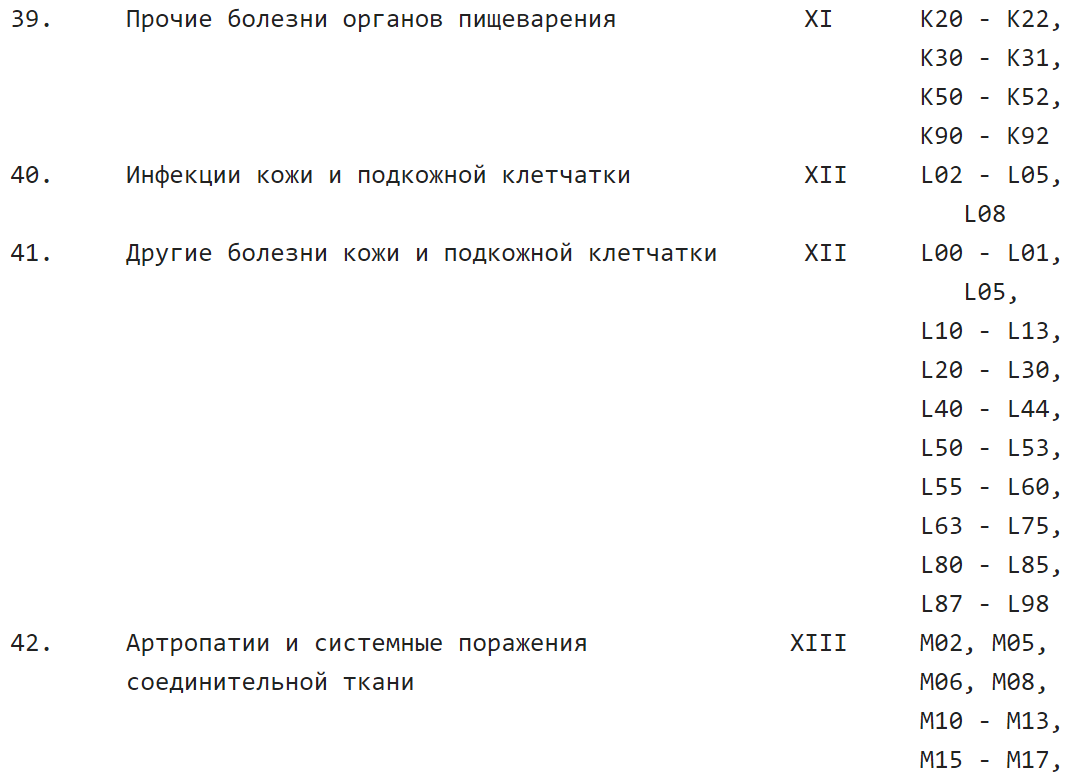 39. Прочие болезни органов пищеварения XI K20 - K22,
K30 - K31,
K50 - K52,
K90 - K92
40. Инфекции кожи и подкожной клетчатки XII L02 - L05,
L08
41. Другие болезни кожи и подкожной клетчатки XII L00 - L01,
L05,
L10 - L13,
L20 - L30,
L40 - L44,
L50 - L53,
L55 - L60,
L63 - L75,
L80 - L85,
L87 - L98
42. Артропатии и системные поражения XIII M02, M05,
соединительной ткани M06, M08,
M10 - M13,
M15 - M17,